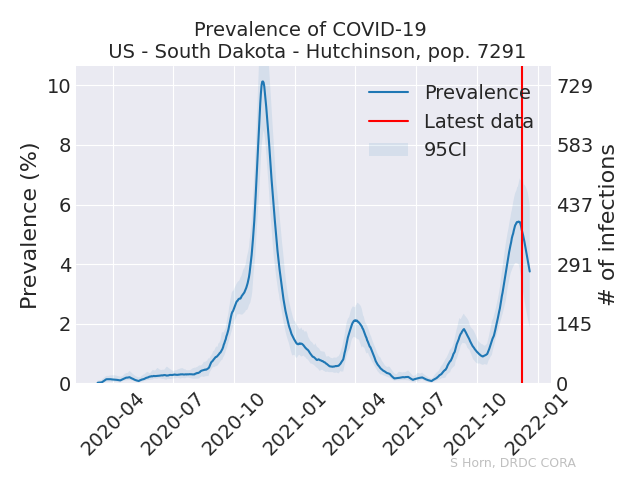 Prevalence of COVID-19
US - South Dakota - Hutchinson, pop. 7291
Prevalence (%)
10
8
6
4
2
0
Prevalence
Latest data
95CI
729
583
437
291
145
0
# of infections
2020-04
2020-07
2020-10
2021-01
2021-04
2021-07
2021-10
2022-01
S Horn, DRDC CORA